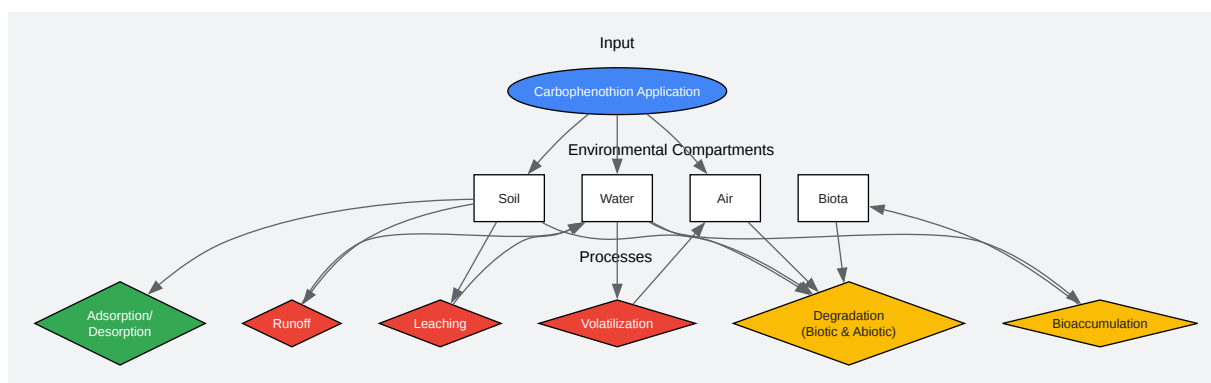 Input
Carbophenothion Application
Environmental Compartments
Soil
Water
Air
Biota
Processes
Adsorption/
Desorption
Runoff
Leaching
Volatilization
Degradation
(Biotic & Abiotic)
Bioaccumulation